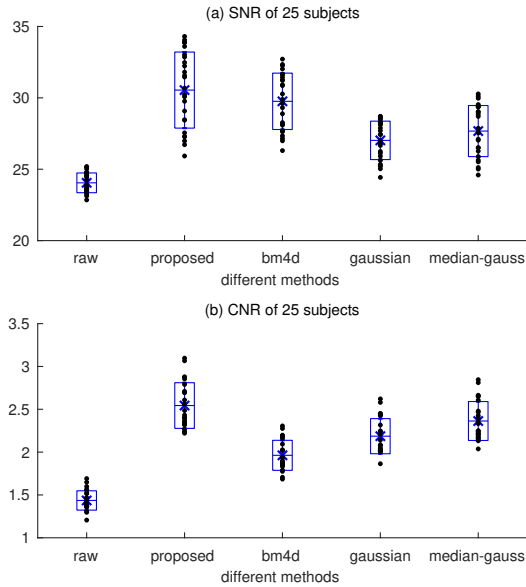 (a) SNR of 25 subjects
35
30
25
20
raw proposed bm4d gaussian median-gauss
different methods
(b) CNR of 25 subjects
3.5
3
2.5
2
1.5
1
raw proposed bm4d gaussian median-gauss
different methods